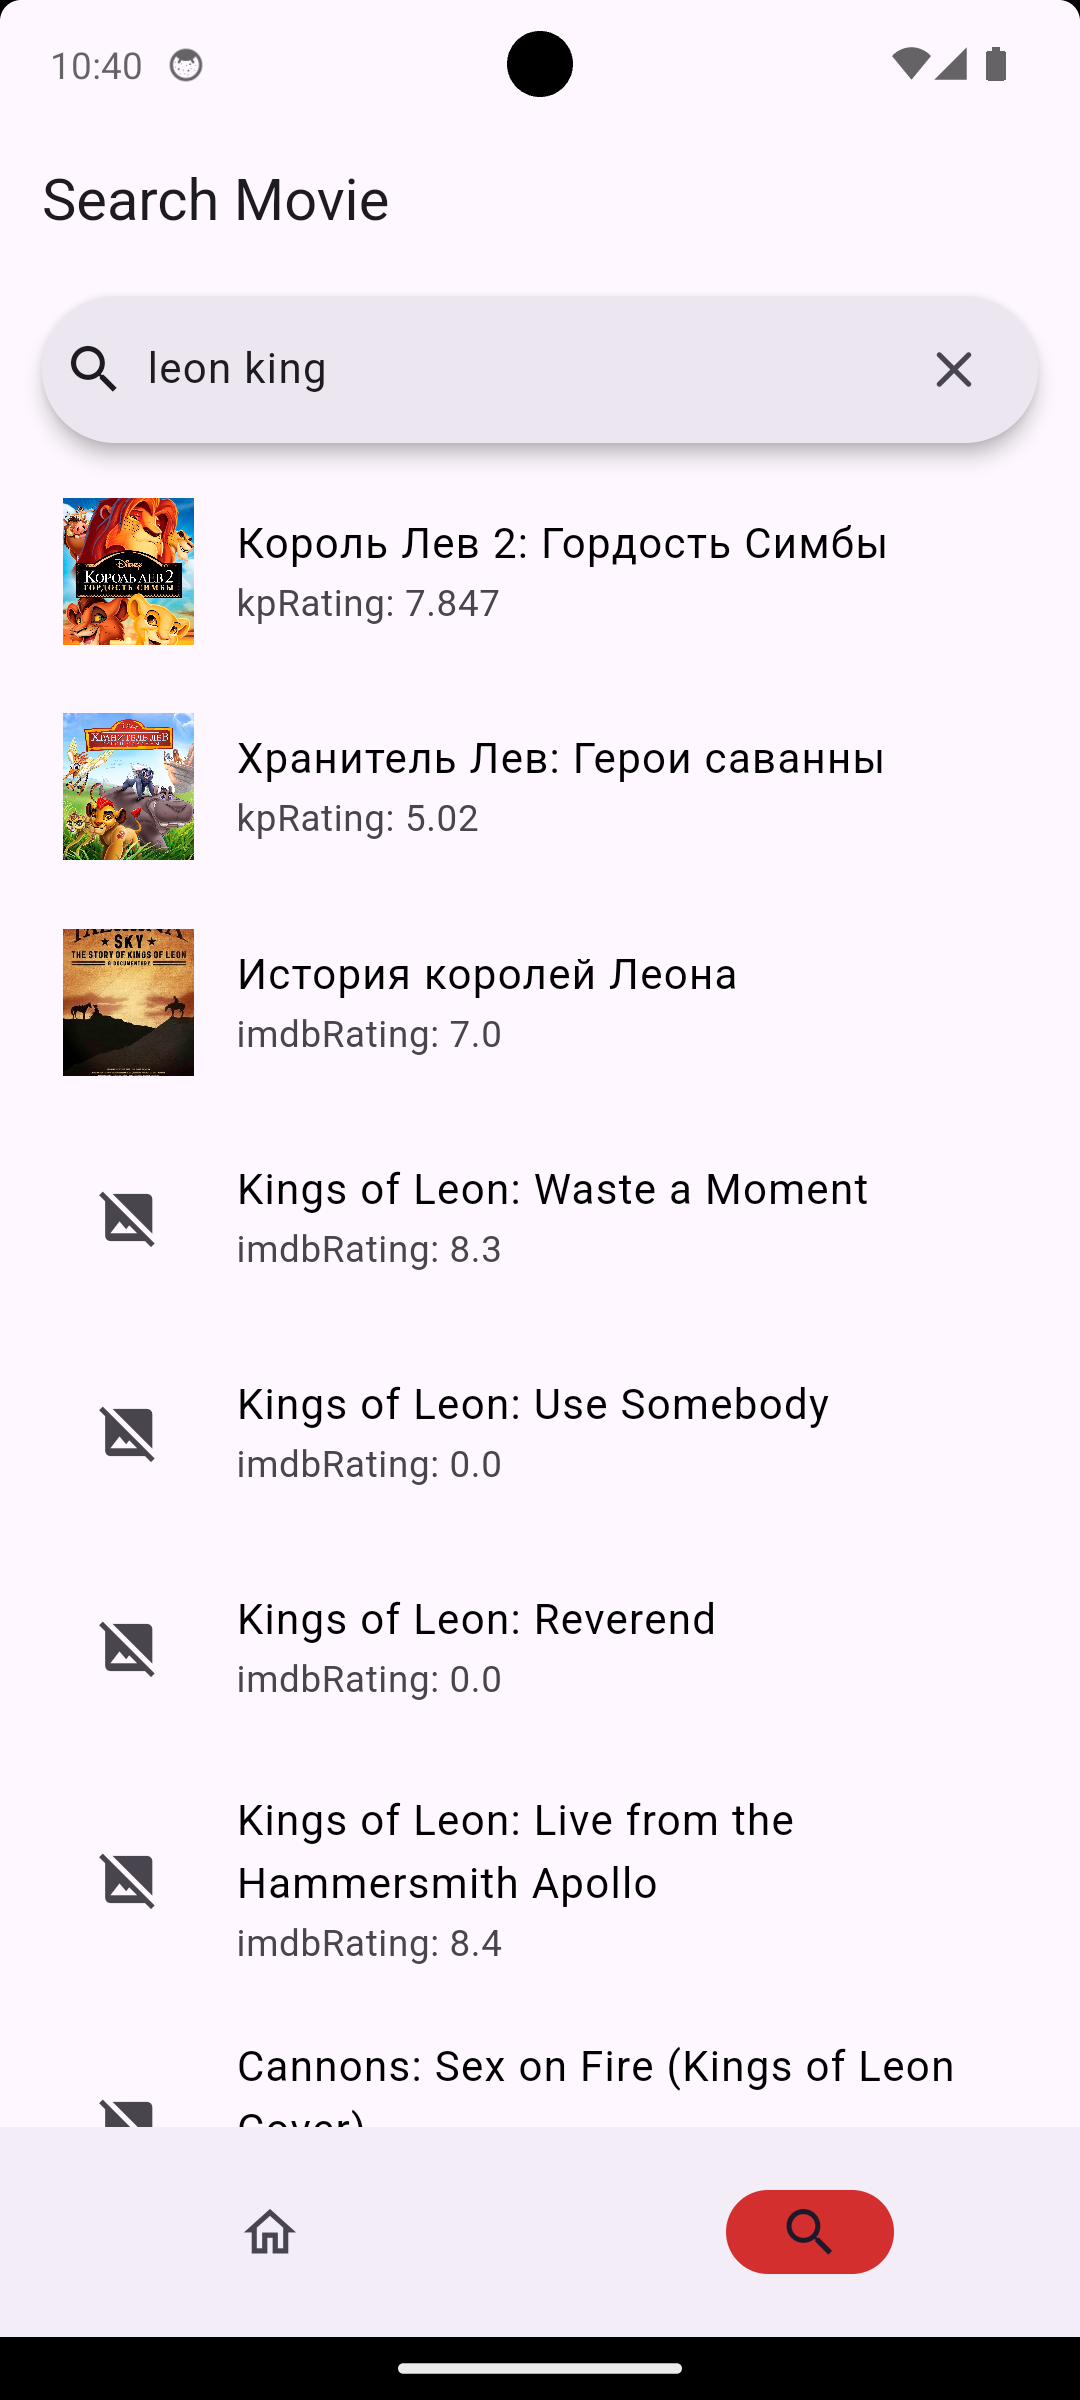 10:40
Search Movie
leon king
Король Лев 2: Гордость Симбы
kpRating: 7.847
Disney
КОРОЛЬ ЛЕВ 2
ГОРДОСТЬ СИМБЫ
Хранитель Лев: Герои саванны
kpRating: 5.02
ХРАНИТЕЛЬ ЛЕВ
История королей Леона
imdbRating: 7.0
SKY
THE STORY OF KINGS OF LEON
A DOCUMENTARY
Kings of Leon: Waste a Moment
imdbRating: 8.3
Kings of Leon: Use Somebody
imdbRating: 0.0
Kings of Leon: Reverend
imdbRating: 0.0
Kings of Leon: Live from the
Hammersmith Apollo
imdbRating: 8.4
Cannons: Sex on Fire (Kings of Leon
Cover)